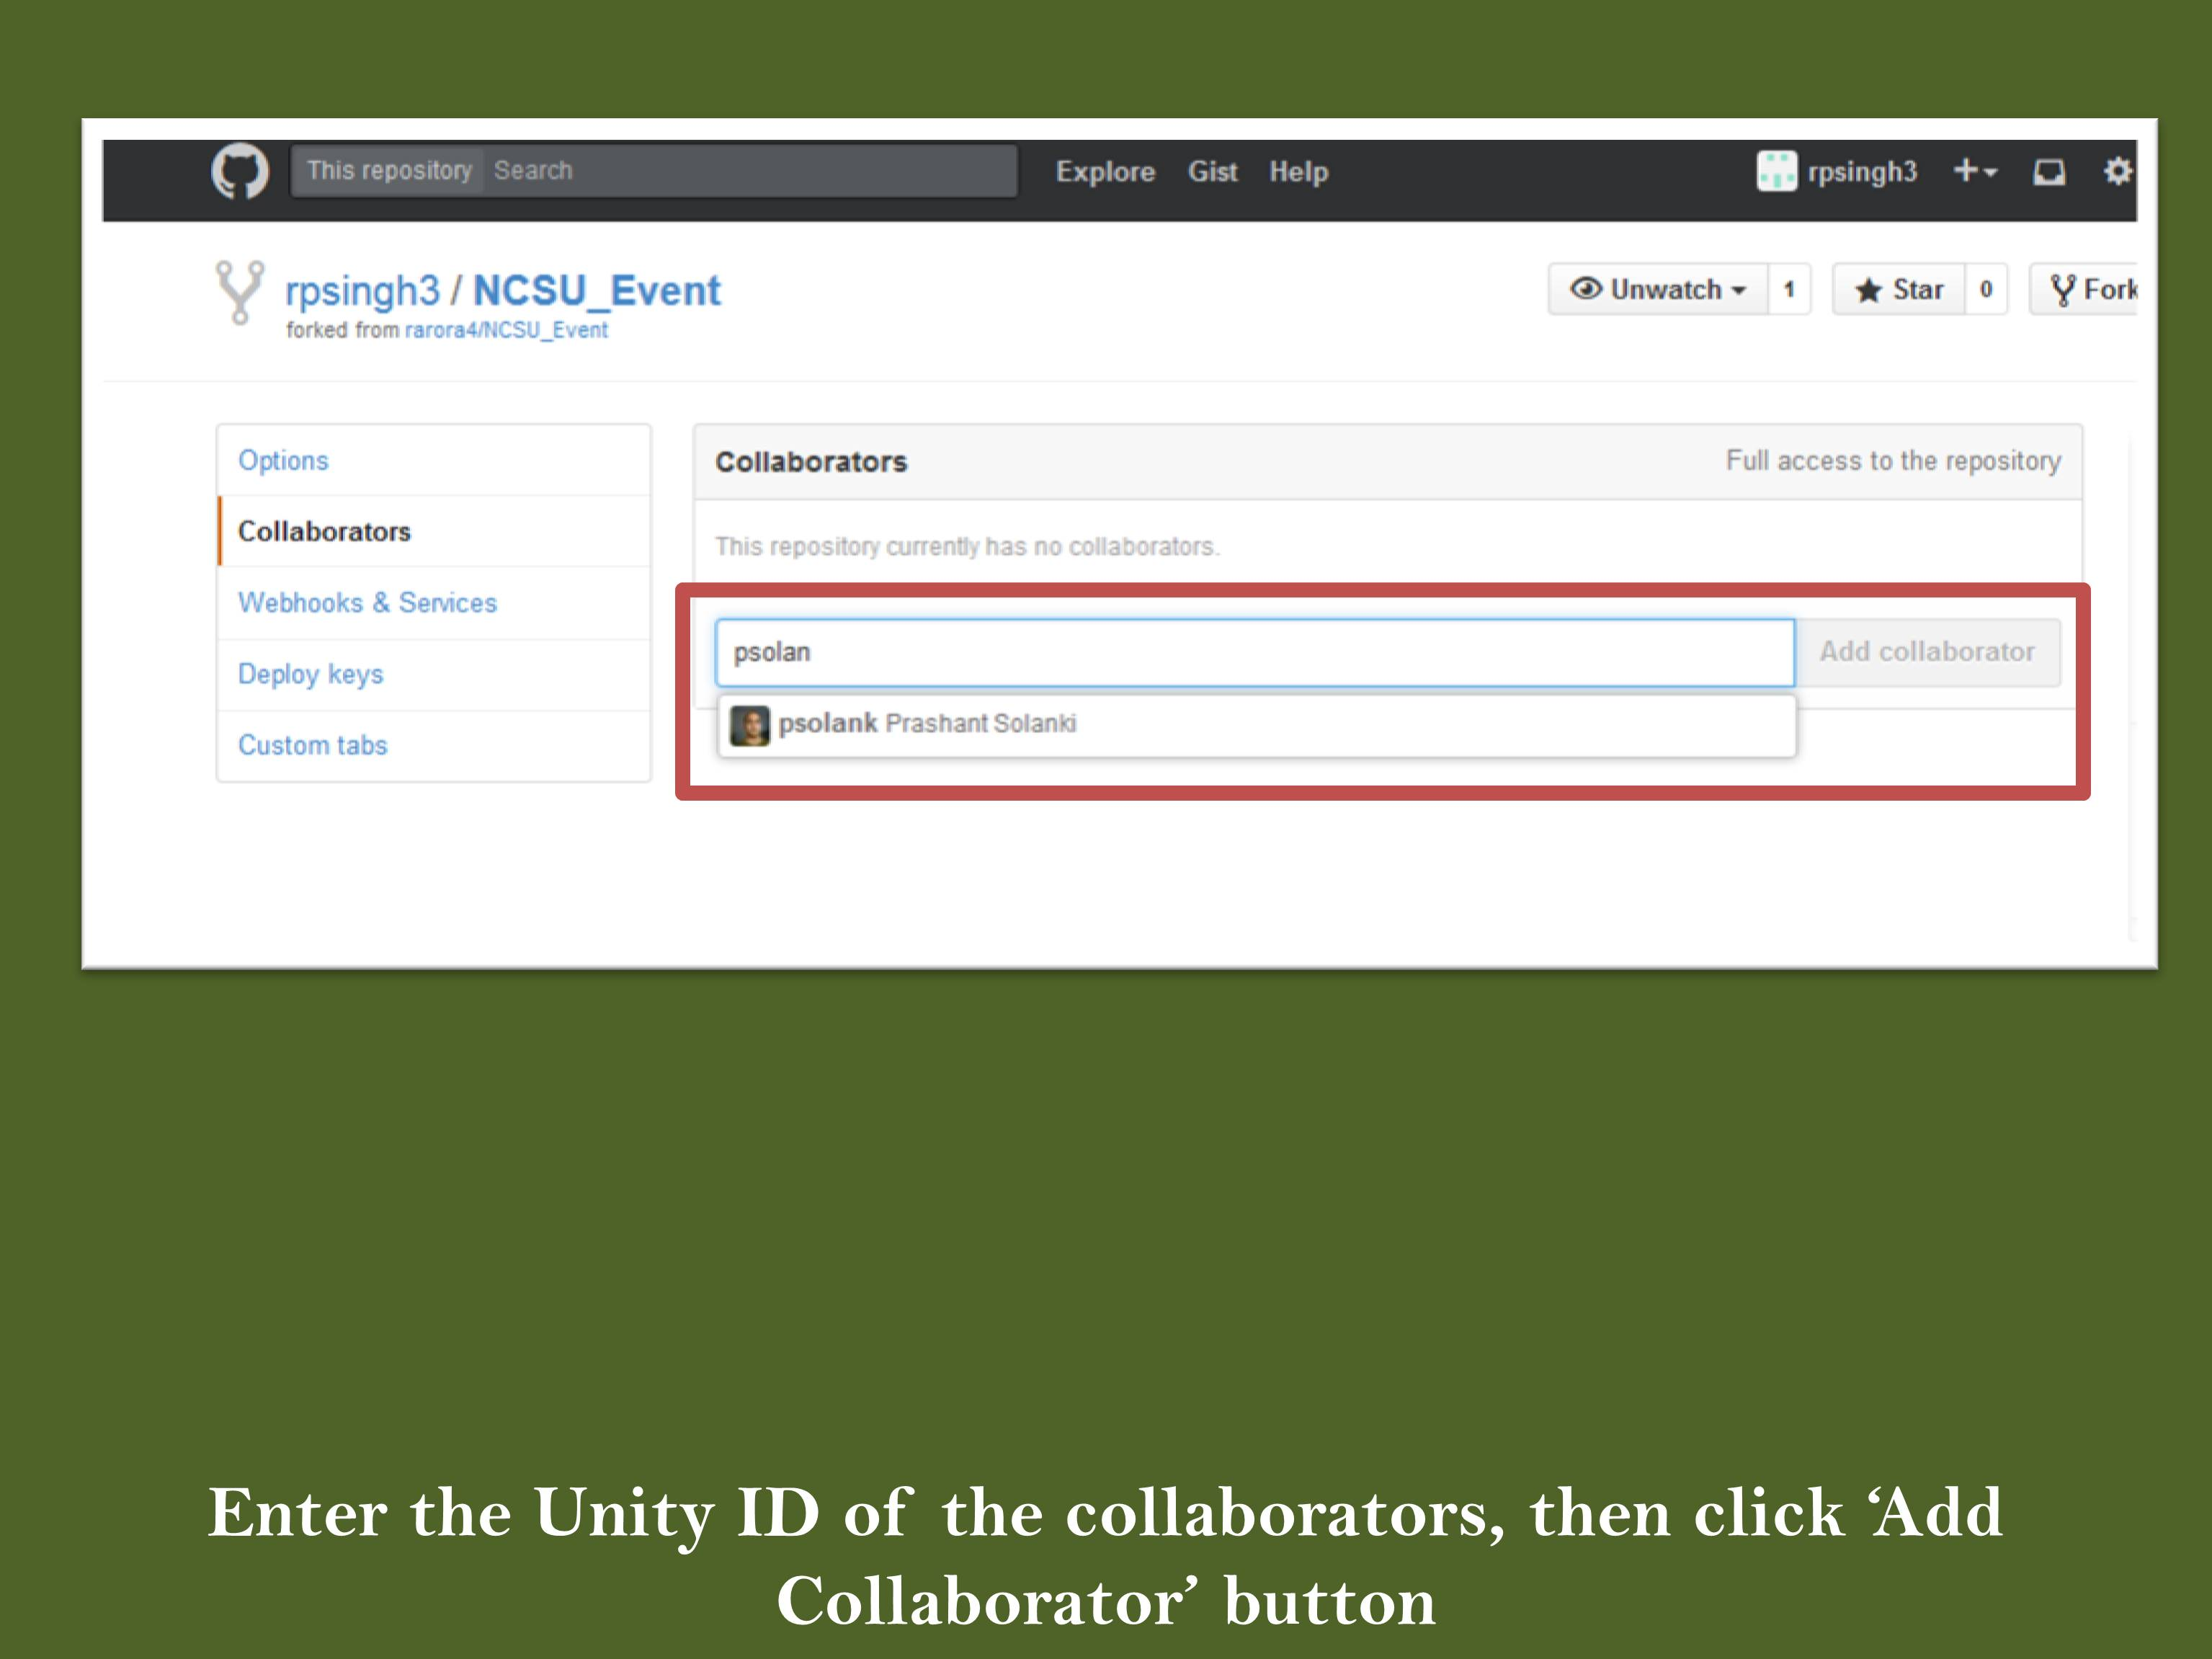 This repository Search Explore Gist Help rpsingh3
rpsingh3 / NCSU_Event Unwatch 1 Star 0 Fork
forked from rarora4/NCSU_Event
Options
Collaborators
Webhooks & Services
Deploy keys
Custom tabs
Collaborators Full access to the repository
This repository currently has no collaborators.
psolan Add collaborator
psolank Prashant Solanki
Enter the Unity ID of the collaborators, then click ‘Add
Collaborator’ button